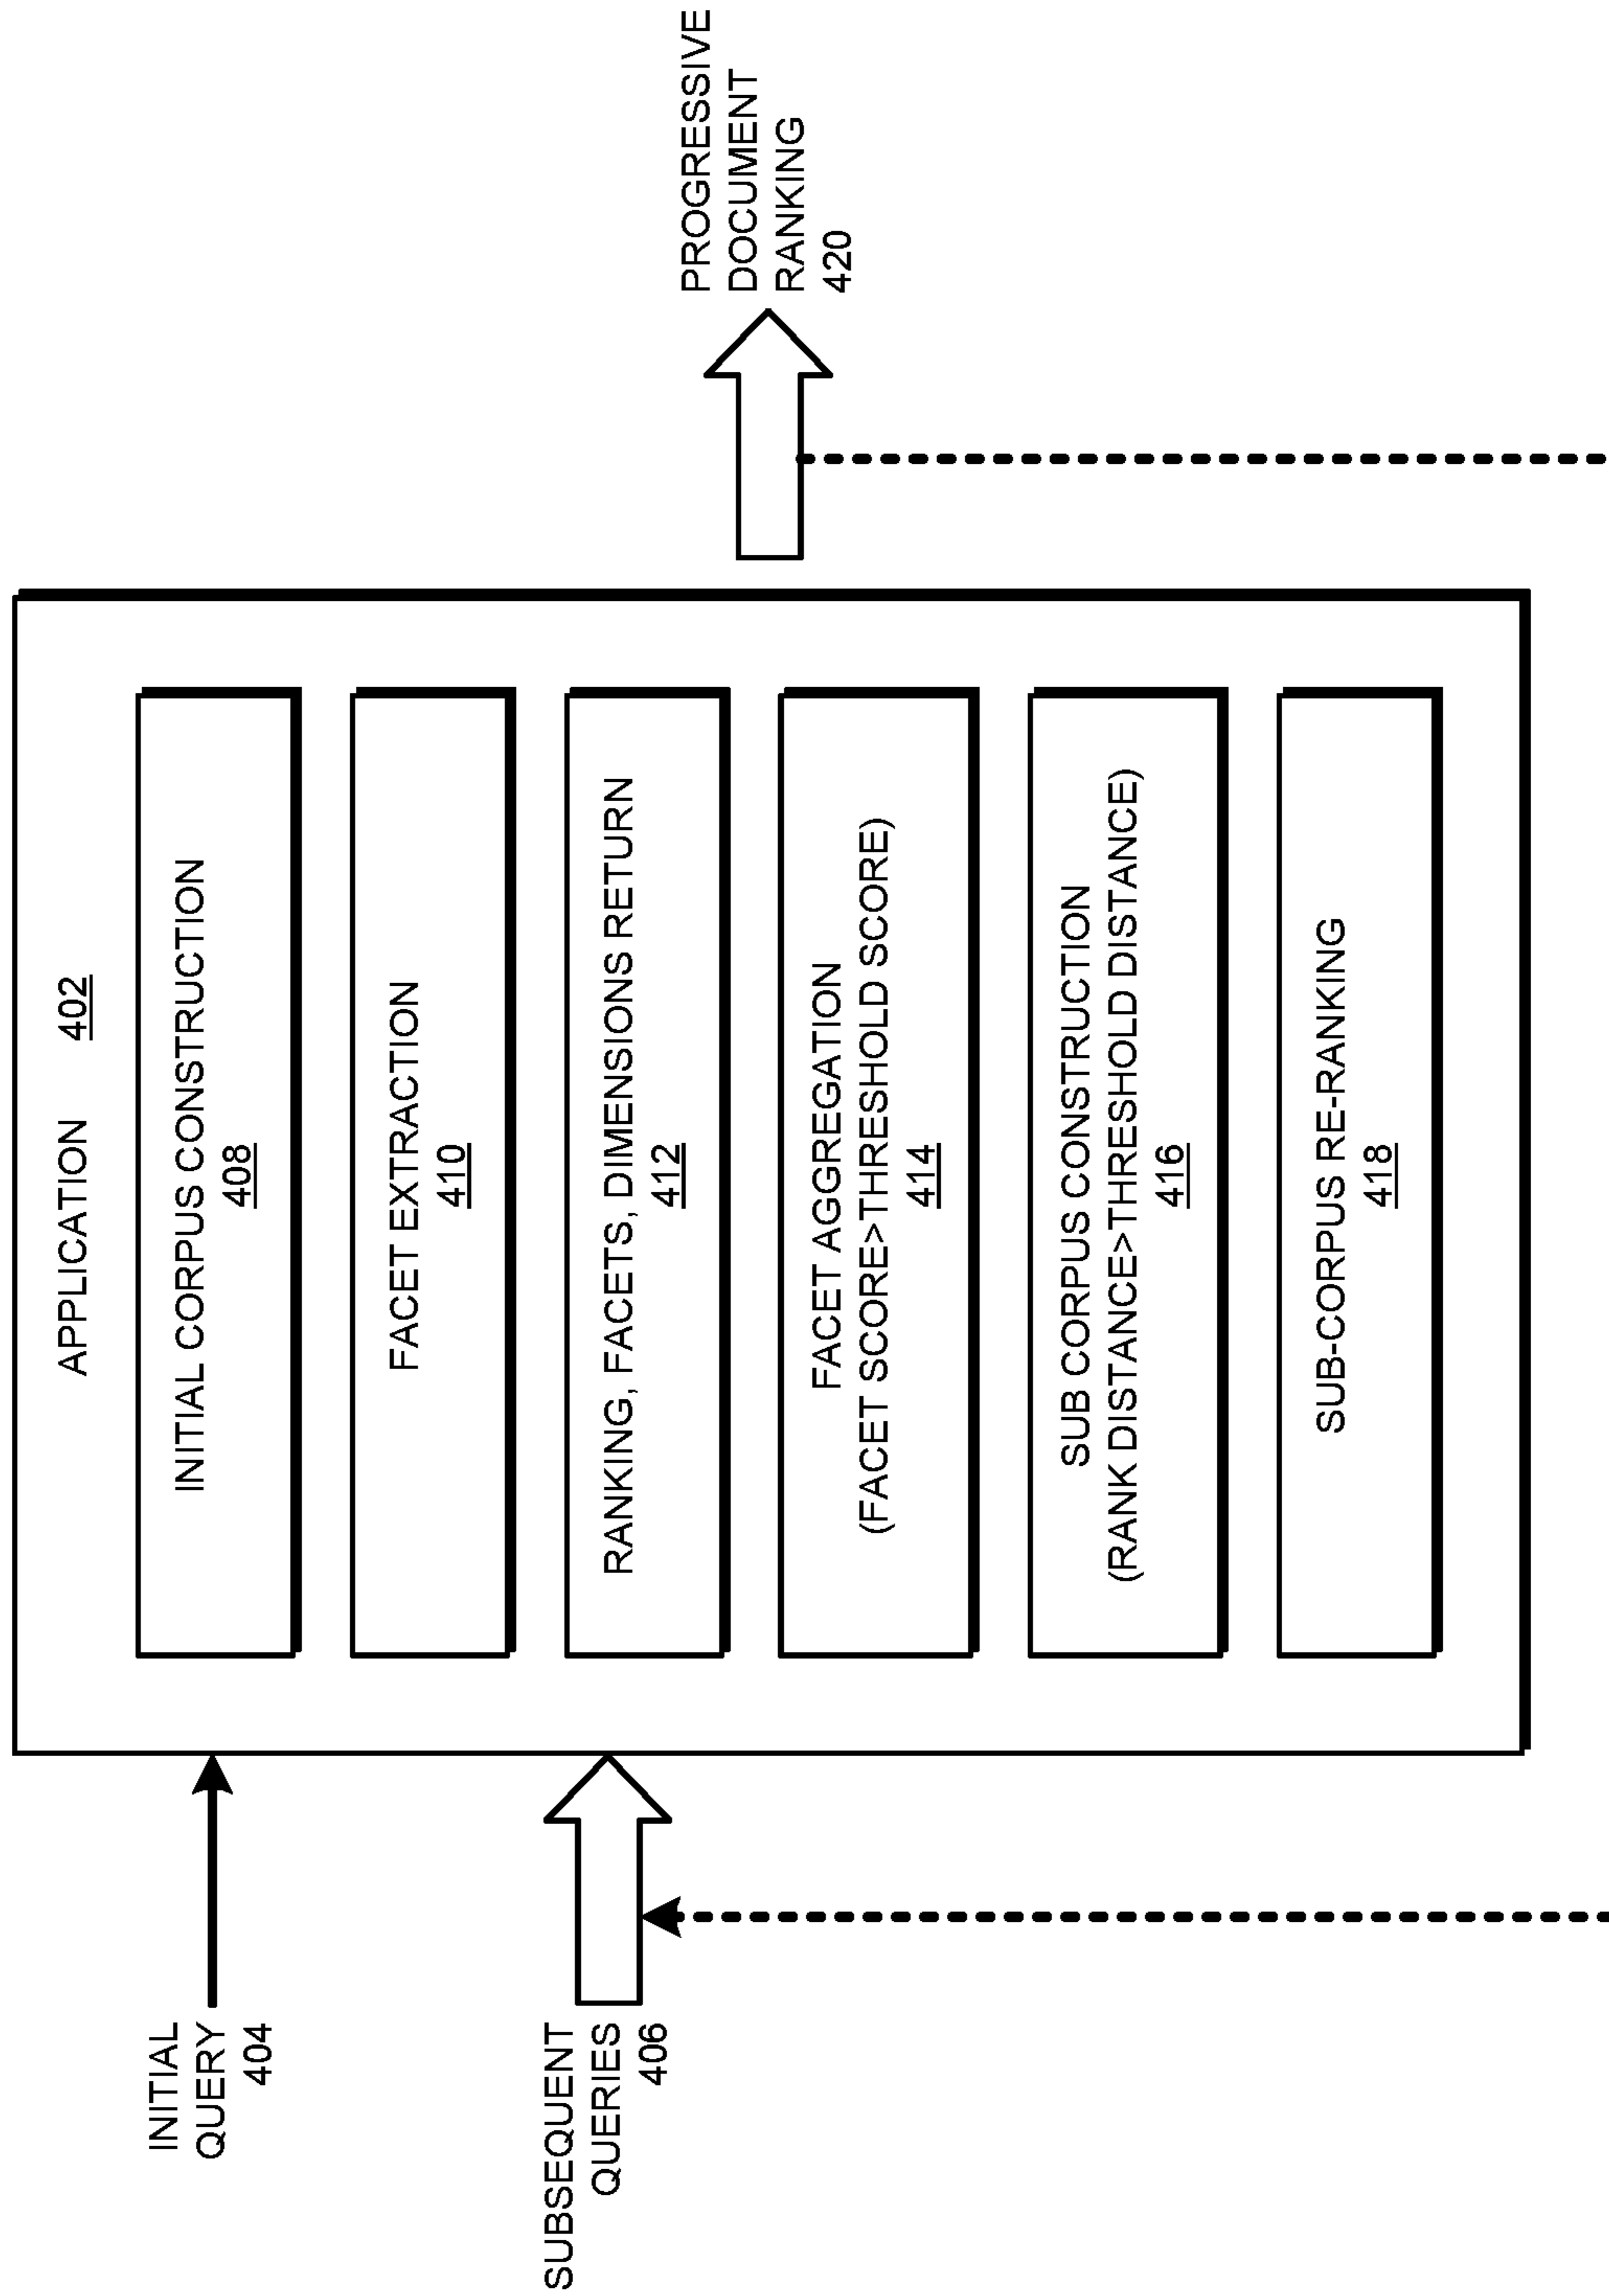 INITIAL
QUERY
404
SUBSEQUENT
QUERIES
406
APPLICATION 402
INITIAL CORPUS CONSTRUCTION
408
FACET EXTRACTION
410
RANKING, FACETS, DIMENSIONS RETURN
412
FACET AGGREGATION
(FACET SCORE>THRESHOLD SCORE)
414
SUB CORPUS CONSTRUCTION
(RANK DISTANCE>THRESHOLD DISTANCE)
416
SUB-CORPUS RE-RANKING
418
PROGRESSIVE
DOCUMENT
RANKING
420